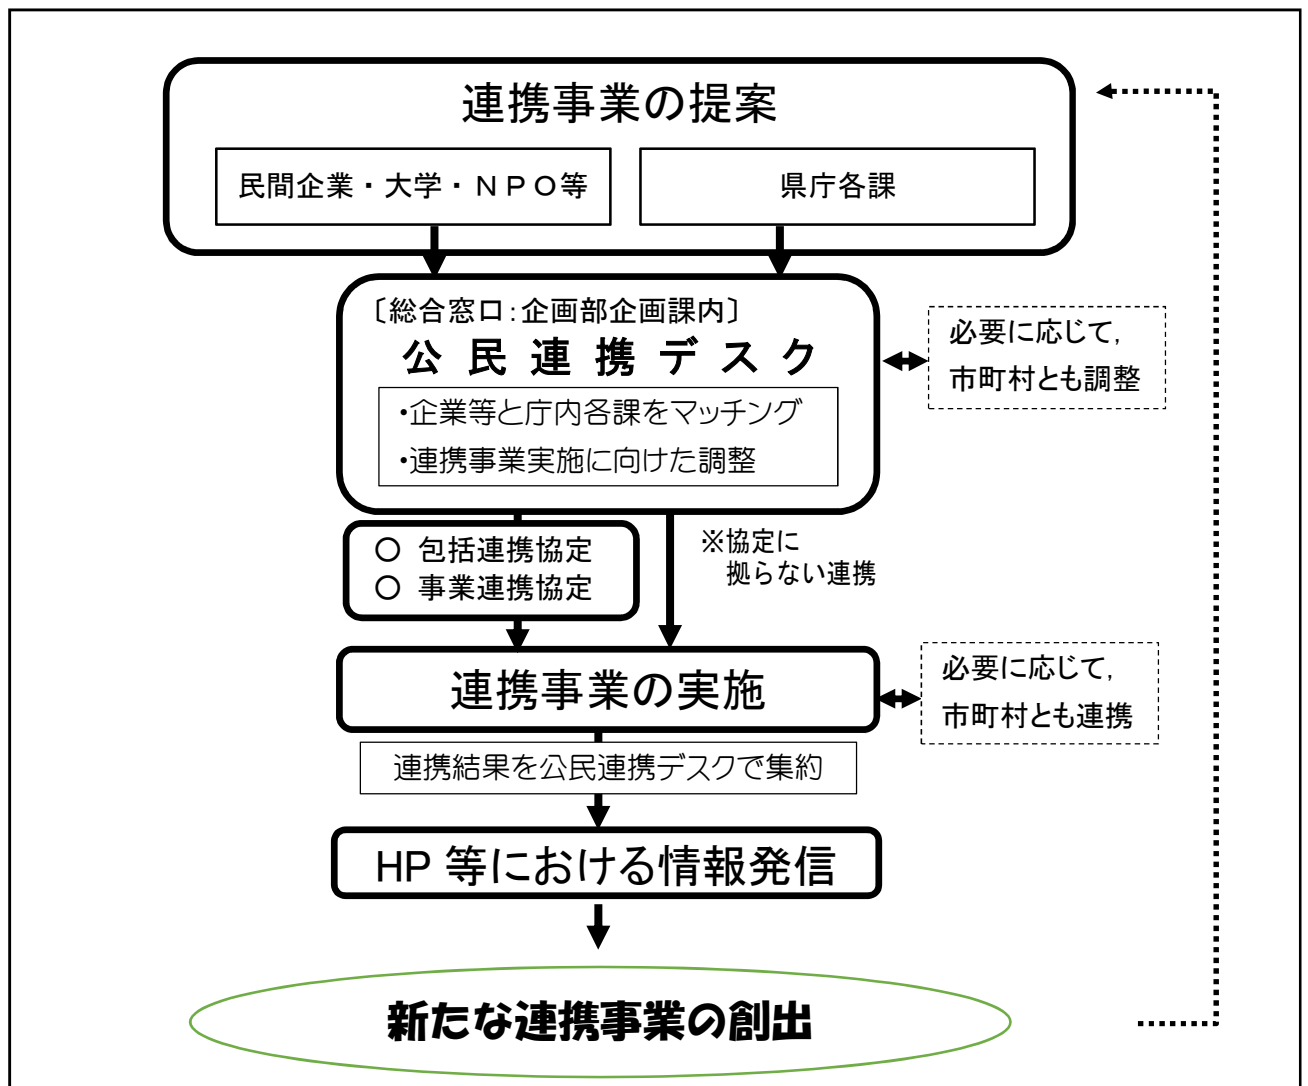 連携事業の提案
民間企業・大学・ＮＰＯ等
県庁各課
〔総合窓口：企画部企画課内〕
公民連携デスク
・企業等と庁内各課をマッチング
・連携事業実施に向けた調整
必要に応じて，
市町村とも調整
○ 包括連携協定
○ 事業連携協定
※協定に
拠らない連携
連携事業の実施
必要に応じて，
市町村とも連携
連携結果を公民連携デスクで集約
HP 等における情報発信
新たな連携事業の創出